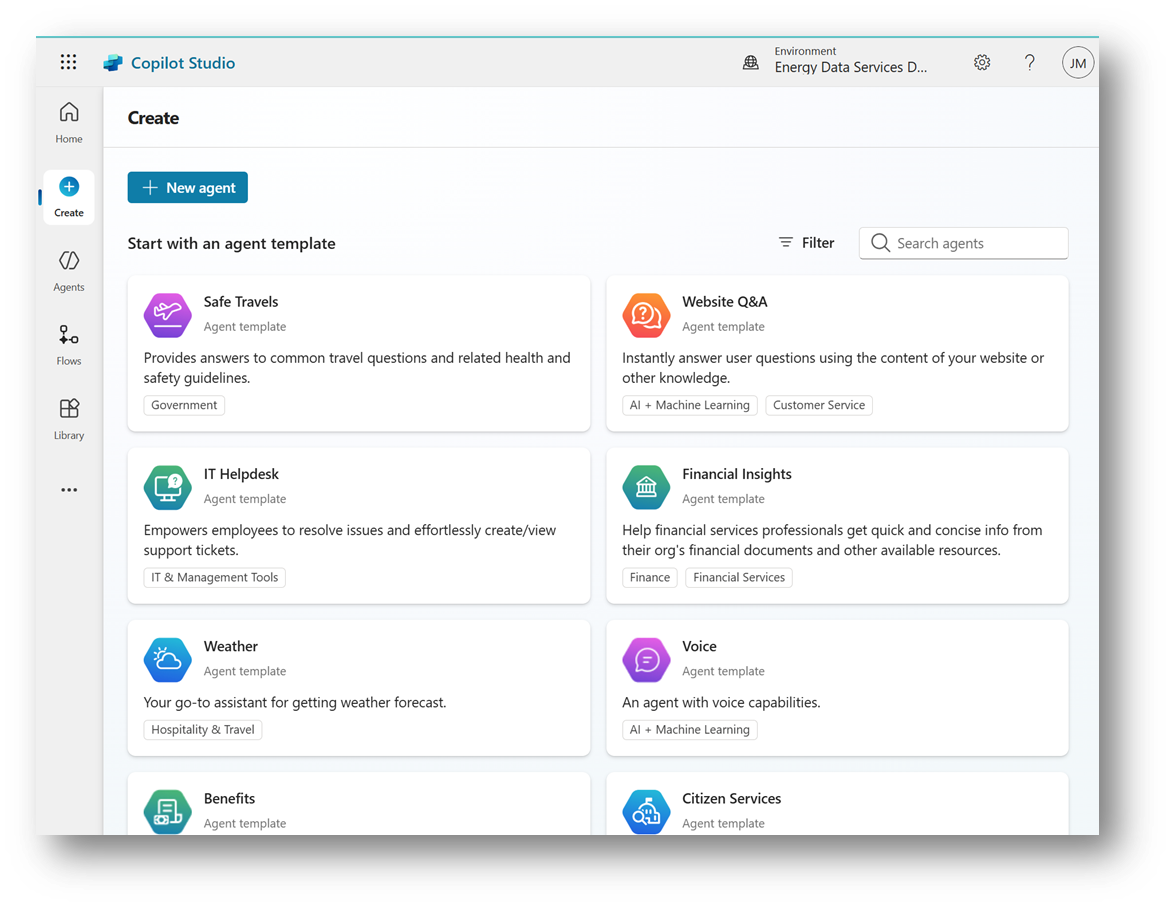 Copilot Studio
Environment
Energy Data Services D...
?
JM
Home
Create
Agents
Flows
Library
Create
New agent
Start with an agent template
Filter
Search agents
Safe Travels
Agent template
Provides answers to common travel questions and related health and
safety guidelines.
Government
Website Q&A
Agent template
Instantly answer user questions using the content of your website or
other knowledge.
AI + Machine Learning
Customer Service
IT Helpdesk
Agent template
Empowers employees to resolve issues and effortlessly create/view
support tickets.
IT & Management Tools
Financial Insights
Agent template
Help financial services professionals get quick and concise info from
their org's financial documents and other available resources.
Finance
Financial Services
Weather
Agent template
Your go-to assistant for getting weather forecast.
Hospitality & Travel
Voice
Agent template
An agent with voice capabilities.
AI + Machine Learning
Benefits
Agent template
Citizen Services
Agent template